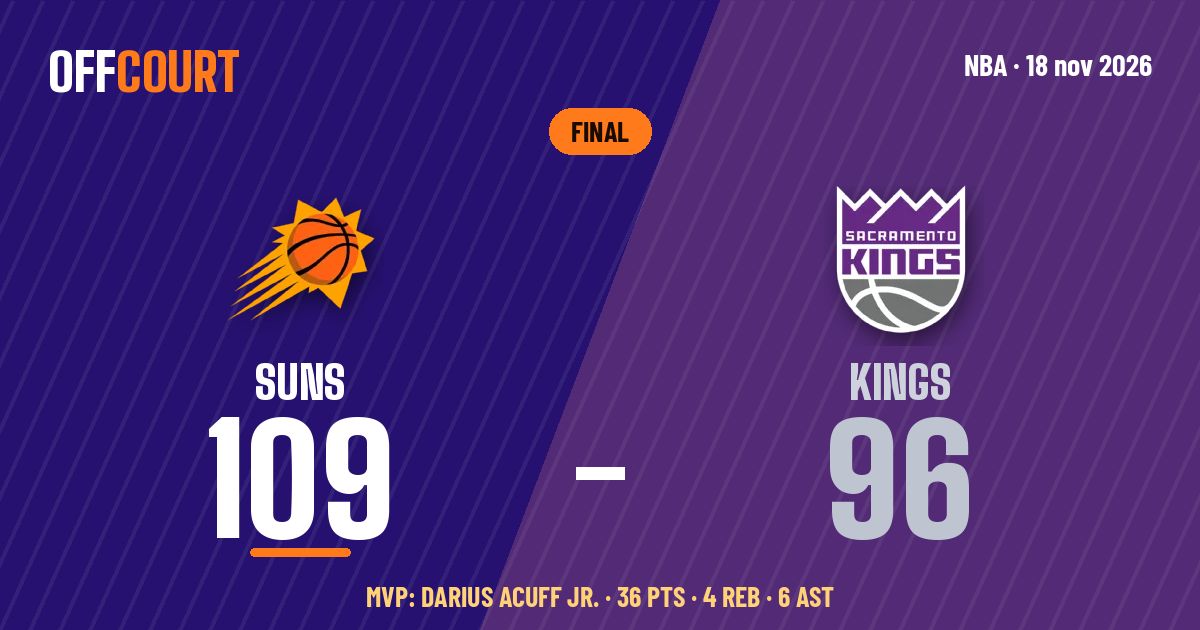 OFFCOURT
NBA · 18 nov 2026
FINAL
SACRAMENTO
KINGS
SUNS
KINGS
109
–
96
MVP: DARIUS ACUFF JR. · 36 PTS · 4 REB · 6 AST